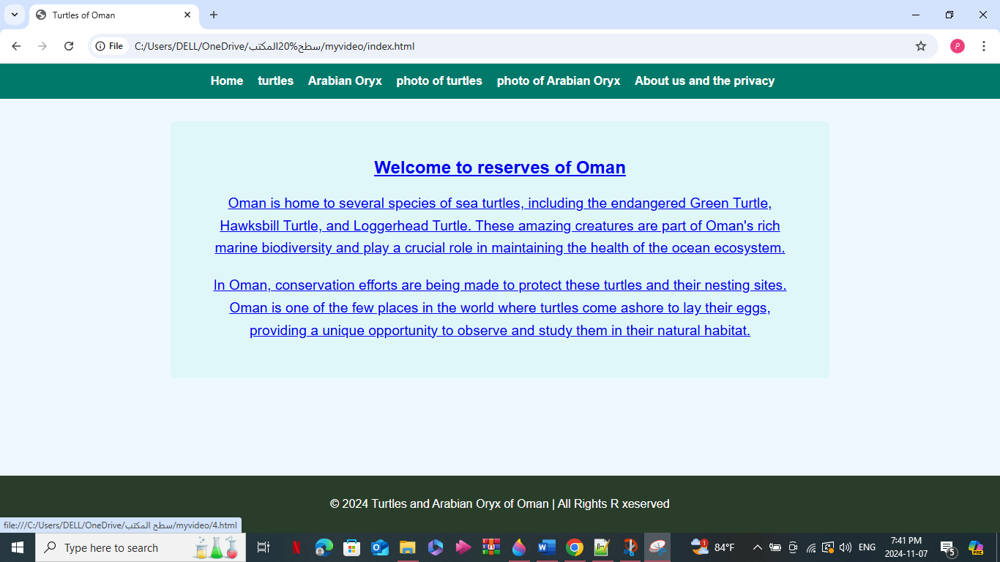 Turtles of Oman
File C:/Users/DELL/OneDrive/سطح%20المكتب/myvideo/index.html
Home turtles Arabian Oryx photo of turtles photo of Arabian Oryx About us and the privacy
Welcome to reserves of Oman
Oman is home to several species of sea turtles, including the endangered Green Turtle,
Hawksbill Turtle, and Loggerhead Turtle. These amazing creatures are part of Oman's rich
marine biodiversity and play a crucial role in maintaining the health of the ocean ecosystem.
In Oman, conservation efforts are being made to protect these turtles and their nesting sites.
Oman is one of the few places in the world where turtles come ashore to lay their eggs,
providing a unique opportunity to observe and study them in their natural habitat.
© 2024 Turtles and Arabian Oryx of Oman | All Rights R xeserved
file:///C:/Users/DELL/OneDrive/سطح المكتب/myvideo/4.html
Type here to search
1
84°F
ENG
7:41 PM
2024-11-07
5
PRE